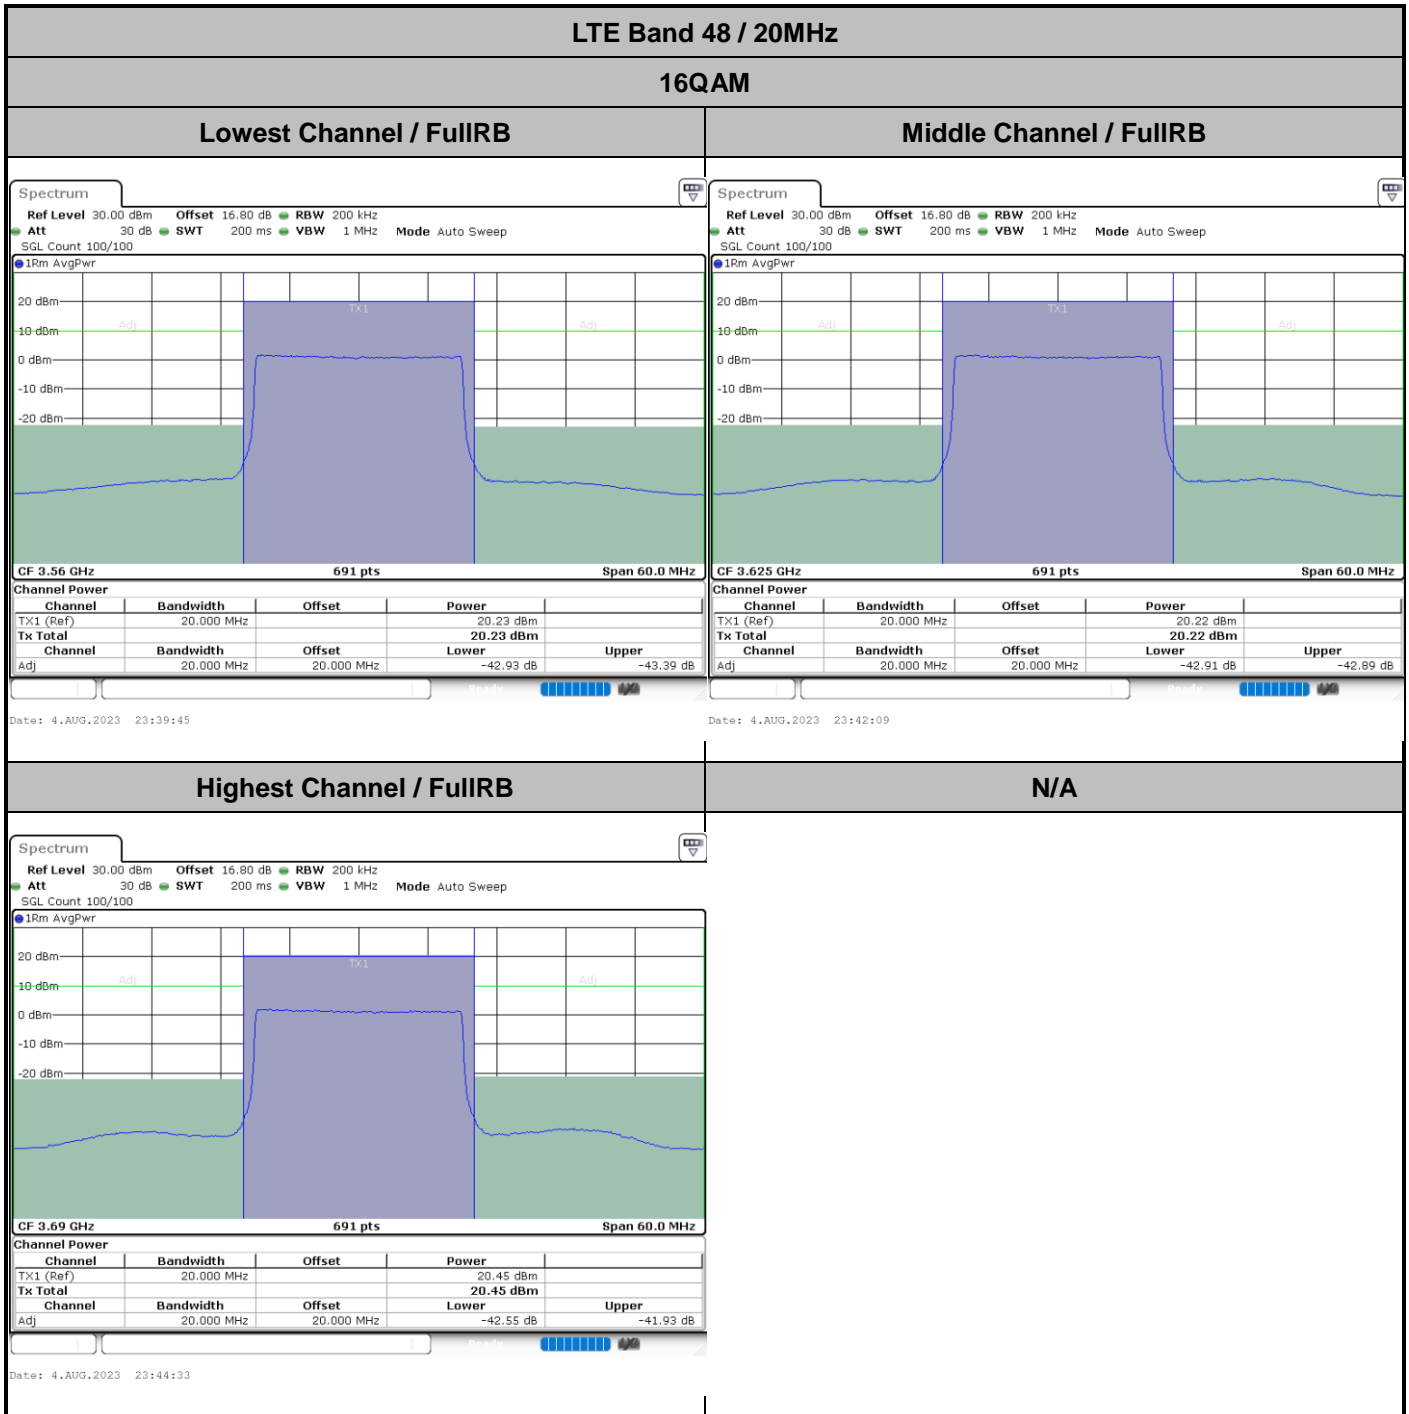 LTE Band 48 / 20MHz
16QAM
Lowest Channel / FullRB
Middle Channel / FullRB
Spectrum
Ref Level 30.00 dBm Offset 16.80 dB RBW 200 kHz
Att 30 dB SWT 200 ms VBW 1 MHz Mode Auto Sweep
SGL Count 100/100
1Rm AvgPwr
TX1
Adj
Adj
20 dBm
10 dBm
0 dBm
-10 dBm
-20 dBm
CF 3.56 GHz 691 pts Span 60.0 MHz
Channel Power
Channel Bandwidth Offset Power
TX1 (Ref) 20.000 MHz 20.23 dBm
Tx Total 20.23 dBm
Channel Bandwidth Offset Lower Upper
Adj 20.000 MHz 20.000 MHz -42.93 dB -43.39 dB
Ready
Date: 4.AUG.2023 23:39:45
Spectrum
Ref Level 30.00 dBm Offset 16.80 dB RBW 200 kHz
Att 30 dB SWT 200 ms VBW 1 MHz Mode Auto Sweep
SGL Count 100/100
1Rm AvgPwr
TX1
Adj
Adj
20 dBm
10 dBm
0 dBm
-10 dBm
-20 dBm
CF 3.625 GHz 691 pts Span 60.0 MHz
Channel Power
Channel Bandwidth Offset Power
TX1 (Ref) 20.000 MHz 20.22 dBm
Tx Total 20.22 dBm
Channel Bandwidth Offset Lower Upper
Adj 20.000 MHz 20.000 MHz -42.91 dB -42.89 dB
Ready
Date: 4.AUG.2023 23:42:09
Highest Channel / FullRB
N/A
Spectrum
Ref Level 30.00 dBm Offset 16.80 dB RBW 200 kHz
Att 30 dB SWT 200 ms VBW 1 MHz Mode Auto Sweep
SGL Count 100/100
1Rm AvgPwr
TX1
Adj
Adj
20 dBm
10 dBm
0 dBm
-10 dBm
-20 dBm
CF 3.69 GHz 691 pts Span 60.0 MHz
Channel Power
Channel Bandwidth Offset Power
TX1 (Ref) 20.000 MHz 20.45 dBm
Tx Total 20.45 dBm
Channel Bandwidth Offset Lower Upper
Adj 20.000 MHz 20.000 MHz -42.55 dB -41.93 dB
Ready
Date: 4.AUG.2023 23:44:33